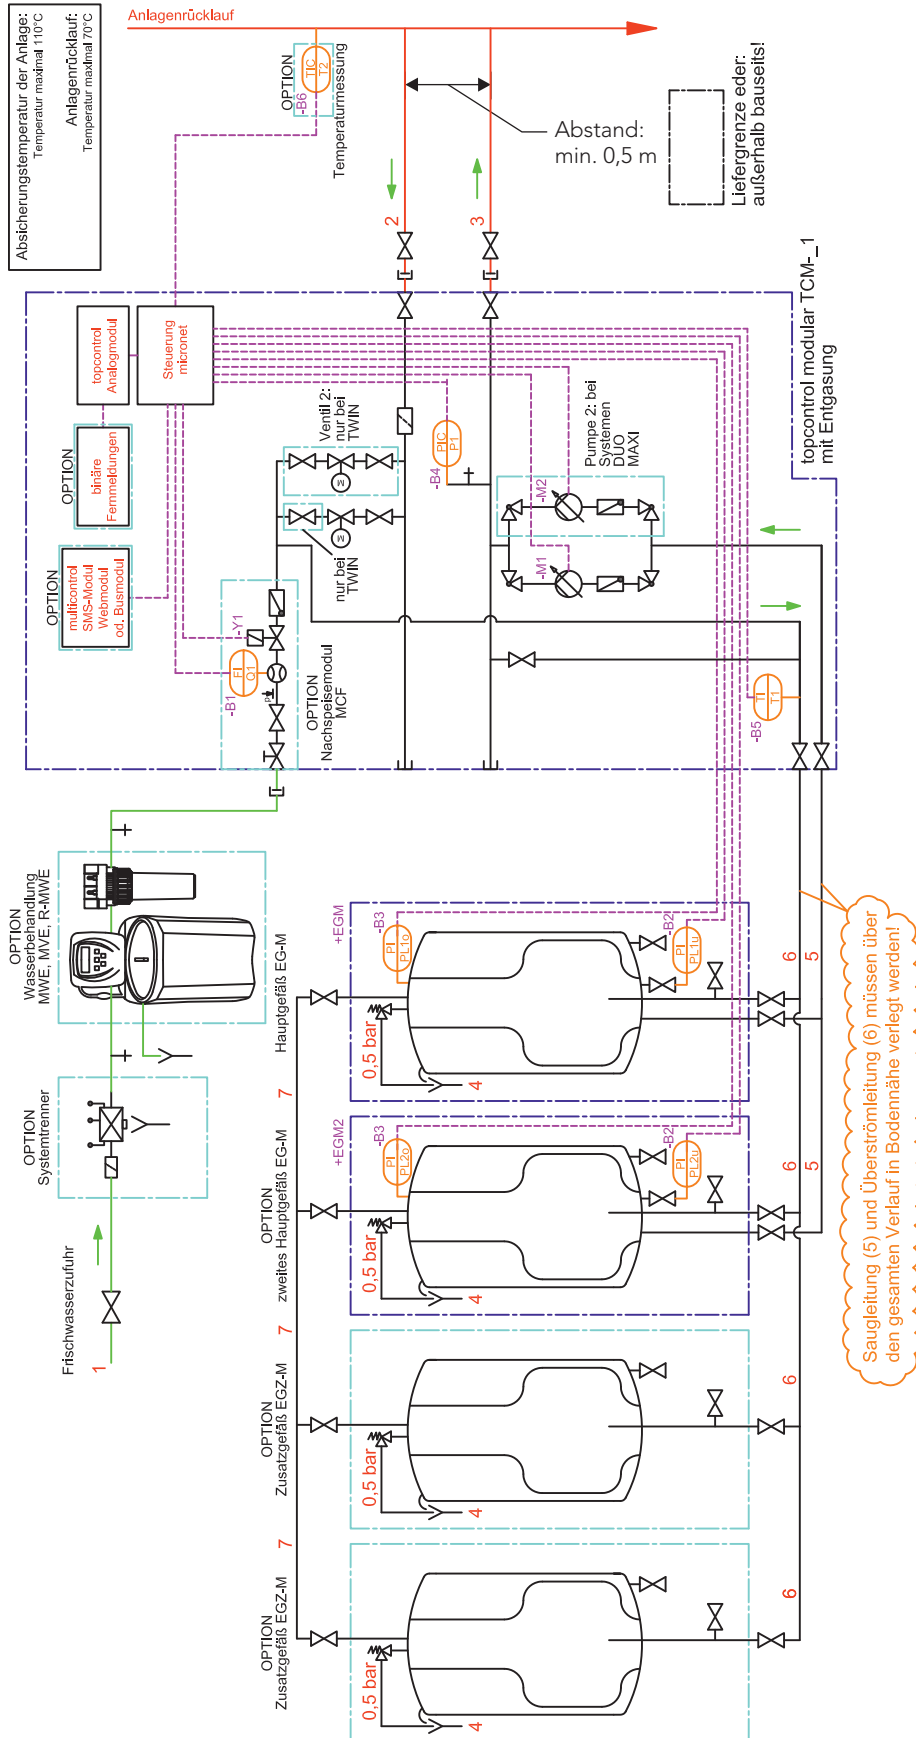 Anlagenrücklauf
Absicherungstemperatur der Anlage:
Temperatur maximal 110°C
Anlagenrücklauf:
Temperatur maximal 70°C
OPTION
-B6
TIC
T2
Temperaturmessung
Abstand:
min. 0,5 m
Liefergrenze eder:
außerhalb bauseits!
2
3
topcontrol modular TCM-_1
mit Entgasung
topcontrol
Analogmodul
Steuerung
micronet
OPTION
binäre
Fernmeldungen
OPTION
multicontrol
SMS-Modul
Webmodul
od. Busmodul
Ventil 2:
nur bei
TWIN
M
M
nur bei
TWIN
-B4
PIC
P1
Pumpe 2: bei
Systemen
DUO
MAXI
-M2
-M1
-Y1
-B1
FI
Q1
OPTION
Nachspeisemodul
MCF
-B5
TI
T1
OPTION
Wasserbehandlung
MWE, MVE, R-MWE
OPTION
Systemtrenner
Frischwasserzufuhr
1
Hauptgefäß EG-M
+EGM
-B3
PI
PL1o
-B2
PI
PL1u
0,5 bar
4
7
6
5
OPTION
zweites Hauptgefäß EG-M
+EGM2
-B3
PI
PL2o
-B2
PI
PL2u
0,5 bar
4
7
6
5
OPTION
Zusatzgefäß EGZ-M
0,5 bar
4
7
6
OPTION
Zusatzgefäß EGZ-M
0,5 bar
4
6
Saugleitung (5) und Überströmleitung (6) müssen über
den gesamten Verlauf in Bodennähe verlegt werden!